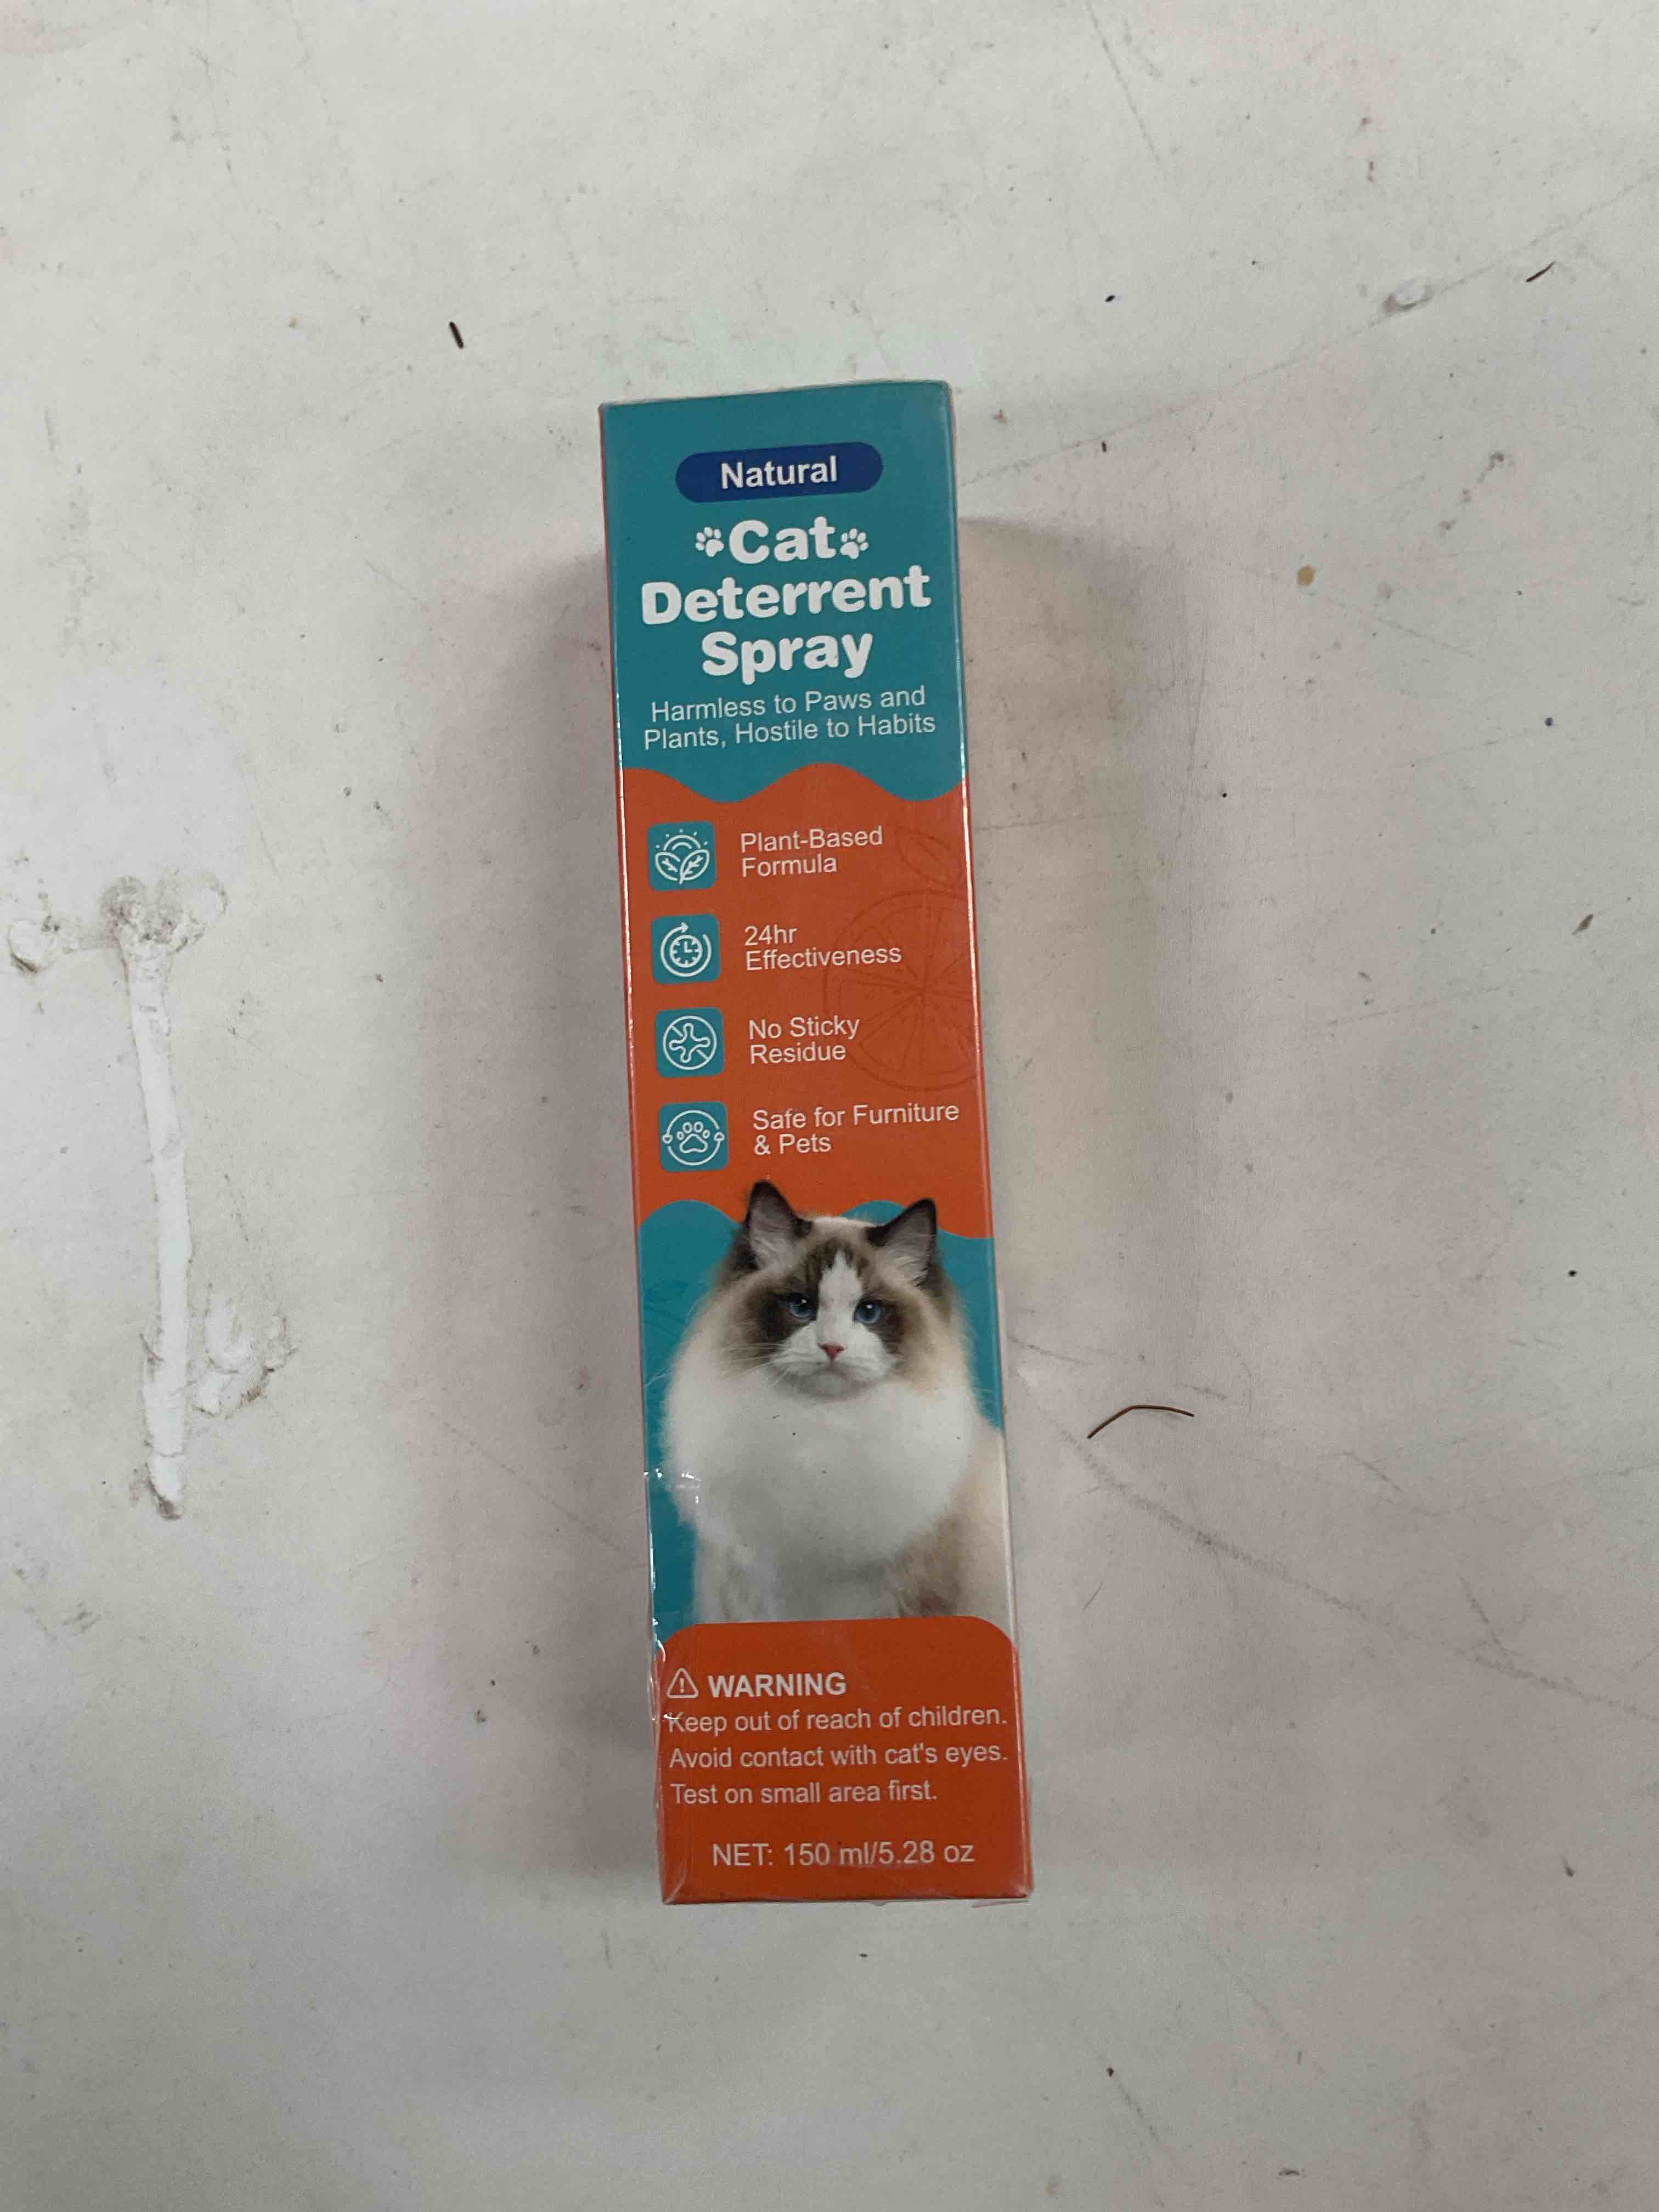 Natural
Cat
Deterrent
Spray
Harmless to Paws and
Plants, Hostile to Habits
Plant-Based
Formula
24hr
Effectiveness
No Sticky
Residue
Safe for Furniture
& Pets
WARNING
Keep out of reach of children.
Avoid contact with cat's eyes.
Test on small area first.
NET: 150 ml/5.28 oz